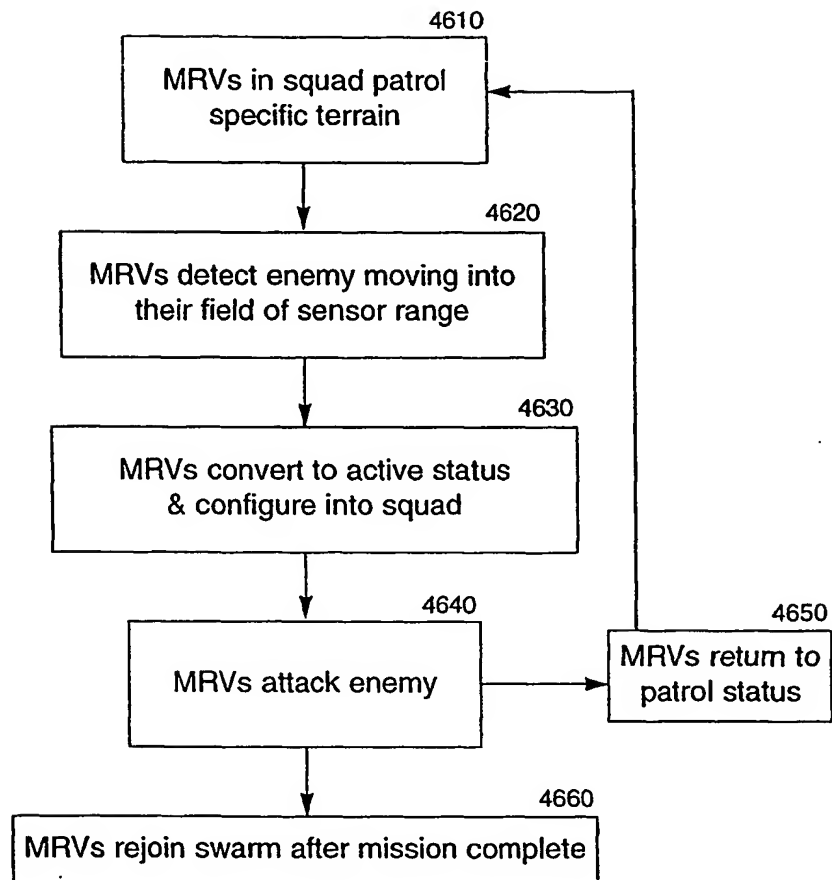 4610
MRVs in squad patrol
specific terrain
4620
MRVs detect enemy moving into
their field of sensor range
4630
MRVs convert to active status
& configure into squad
4640
MRVs attack enemy
4650
MRVs return to
patrol status
4660
MRVs rejoin swarm after mission complete